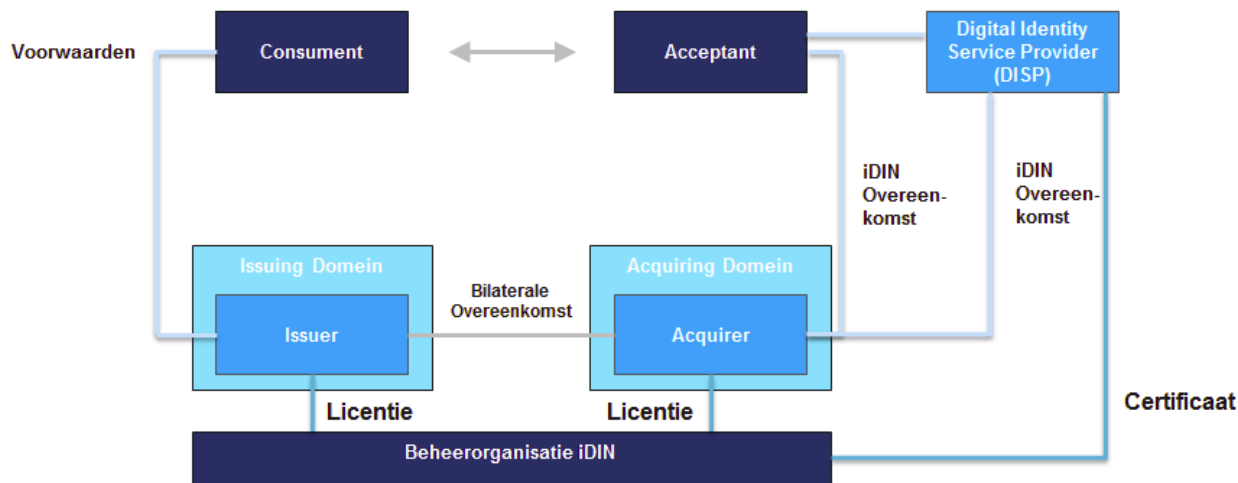 Voorwaarden
Consument
Acceptant
Digital Identity
Service Provider
(DISP)
iDIN
Overeen-
komst
iDIN
Overeen-
komst
Issuing Domein
Acquiring Domein
Bilaterale
Overeenkomst
Issuer
Acquirer
Licentie
Licentie
Certificaat
Beheerorganisatie iDIN